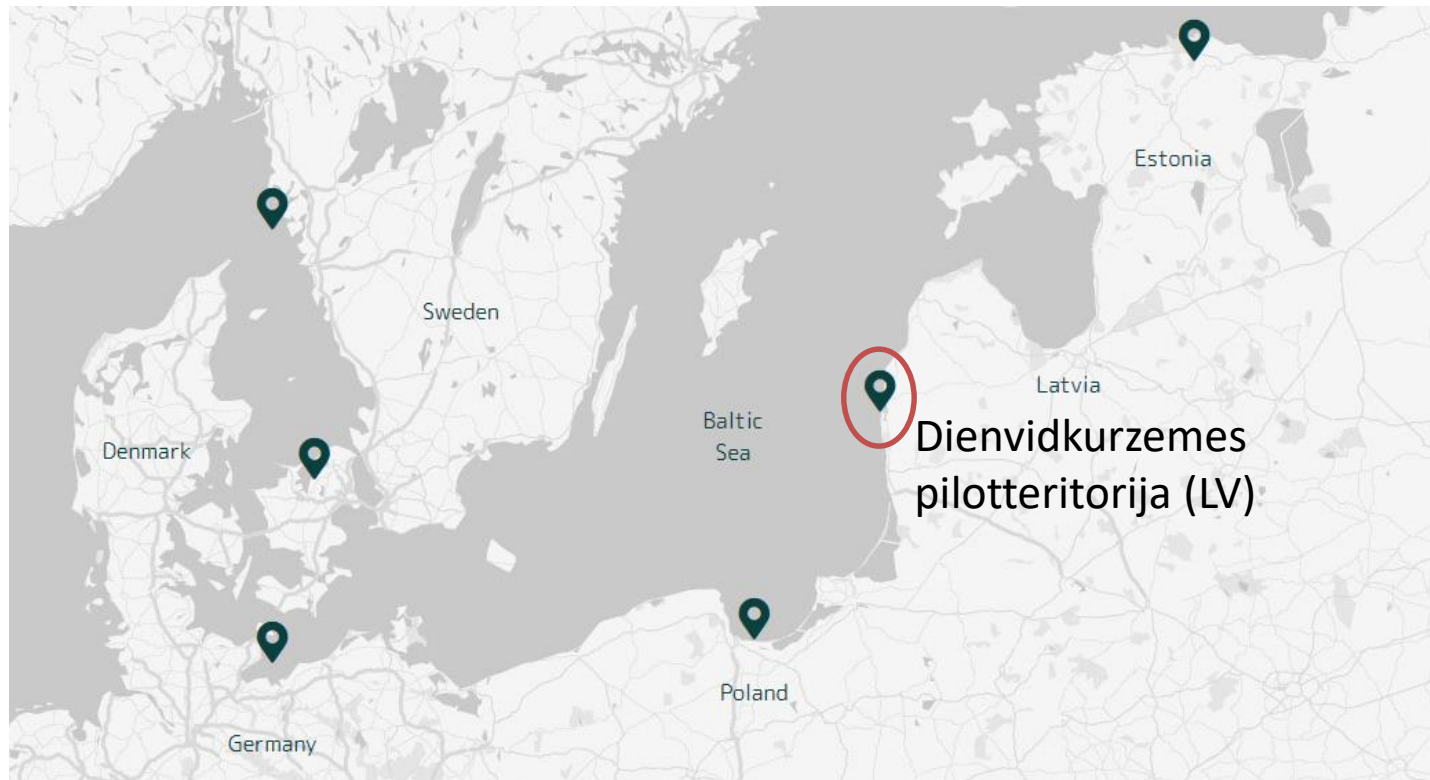 Estonia
Sweden
Latvia
Baltic
Sea
Denmark
Dienvidkurzemes
pilotteritorija (LV)
Poland
Germany